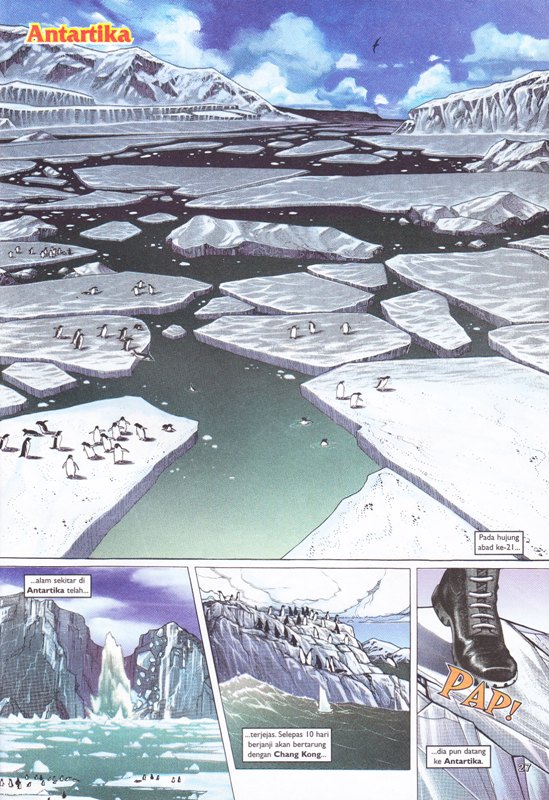 Antartika
Pada hujung
abad ke-21...
...alam sekitar di
Antartika telah...
...terjejas. Selepas 10 hari
berjanji akan bertarung
dengan Chang Kong...
PAP!
...dia pun datang
ke Antartika.
27